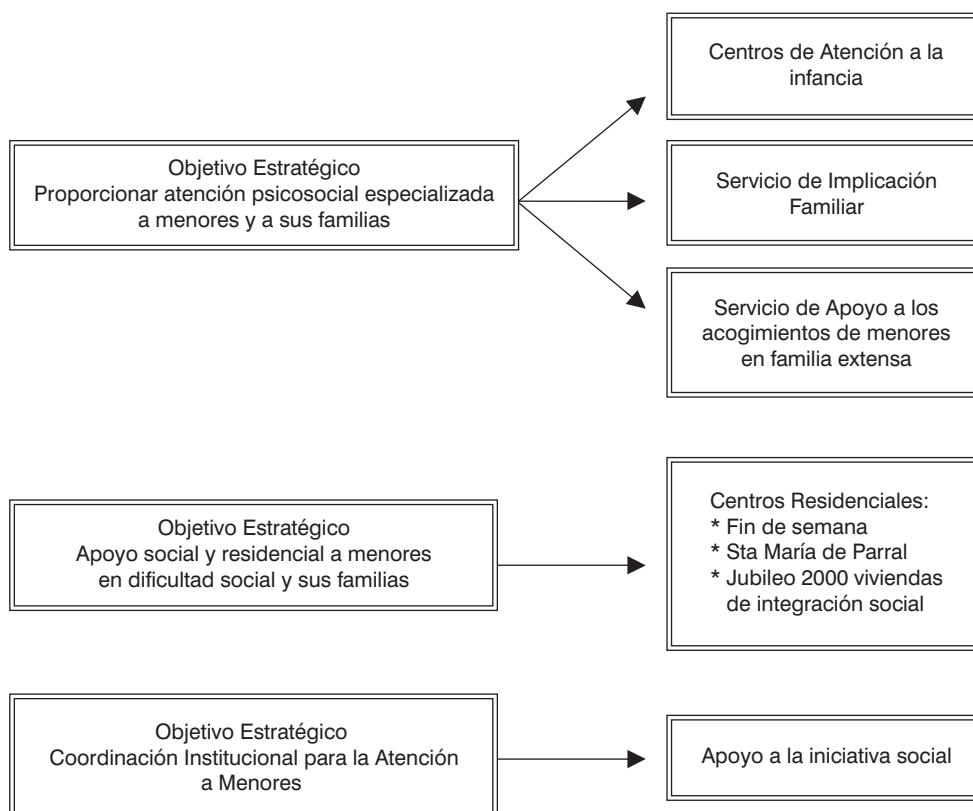 Objetivo Estratégico
Proporcionar atención psicosocial especializada
a menores y a sus familias
Centros de Atención a la
infancia
Servicio de Implicación
Familiar
Servicio de Apoyo a los
acogimientos de menores
en familia extensa
Objetivo Estratégico
Apoyo social y residencial a menores
en dificultad social y sus familias
Centros Residenciales:
* Fin de semana
* Sta María de Parral
* Jubileo 2000 viviendas
de integración social
Objetivo Estratégico
Coordinación Institucional para la Atención
a Menores
Apoyo a la iniciativa social